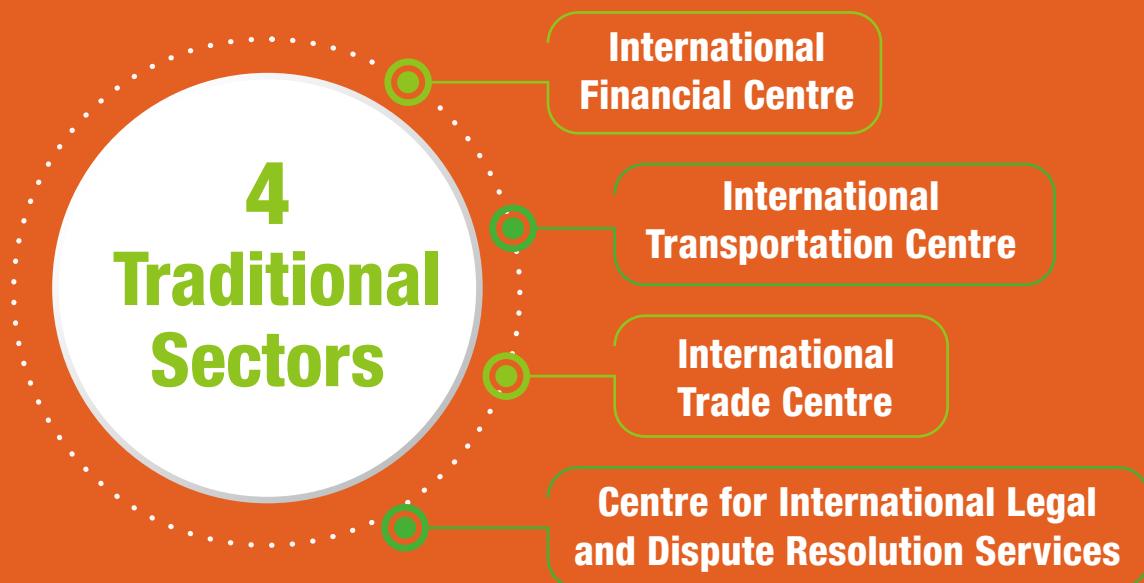 4
Traditional
Sectors
International
Financial Centre
International
Transportation Centre
International
Trade Centre
Centre for International Legal
and Dispute Resolution Services